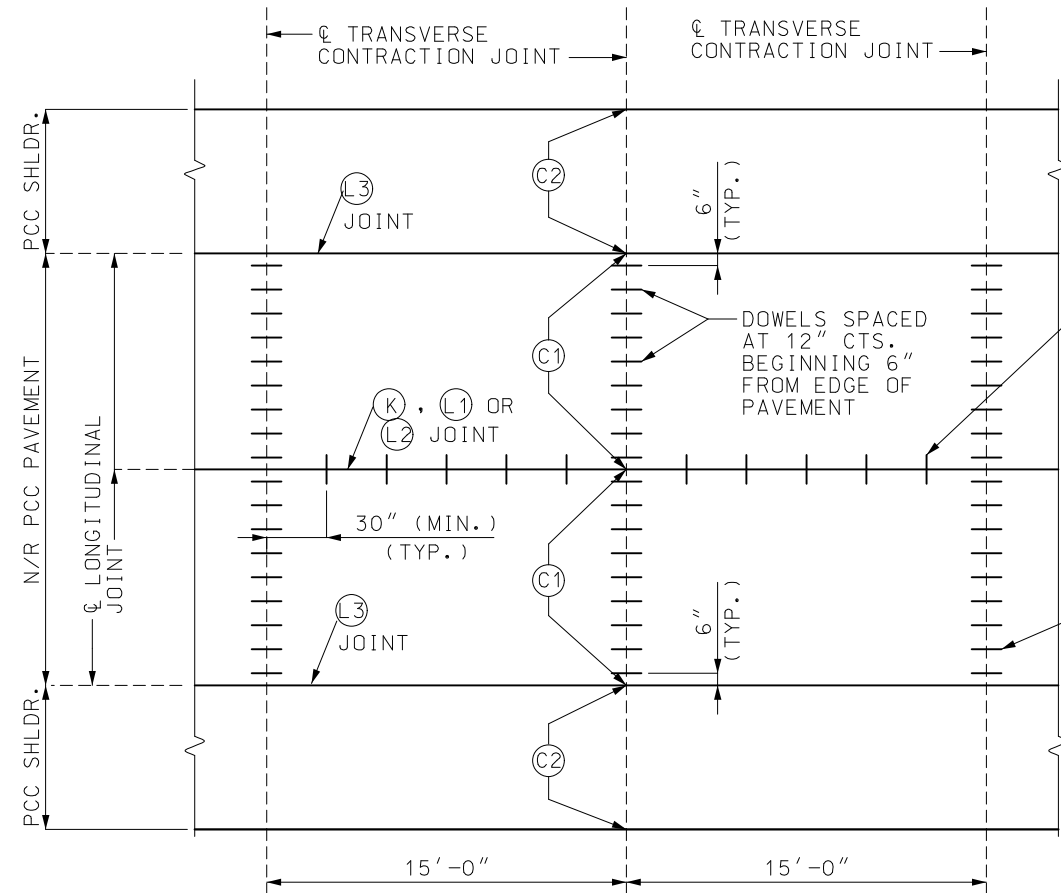 ℄ TRANSVERSE
CONTRACTION JOINT
℄ TRANSVERSE
CONTRACTION JOINT
PCC SHLDR.
C2
6"
(TYP.)
L3
JOINT
N/R PCC PAVEMENT
℄ LONGITUDINAL
JOINT
C1
DOWELS SPACED
AT 12" CTS.
BEGINNING 6"
FROM EDGE OF
PAVEMENT
K , L1 OR
L2 JOINT
30" (MIN.)
(TYP.)
C1
6"
(TYP.)
L3
JOINT
PCC SHLDR.
C2
15'-0"
15'-0"